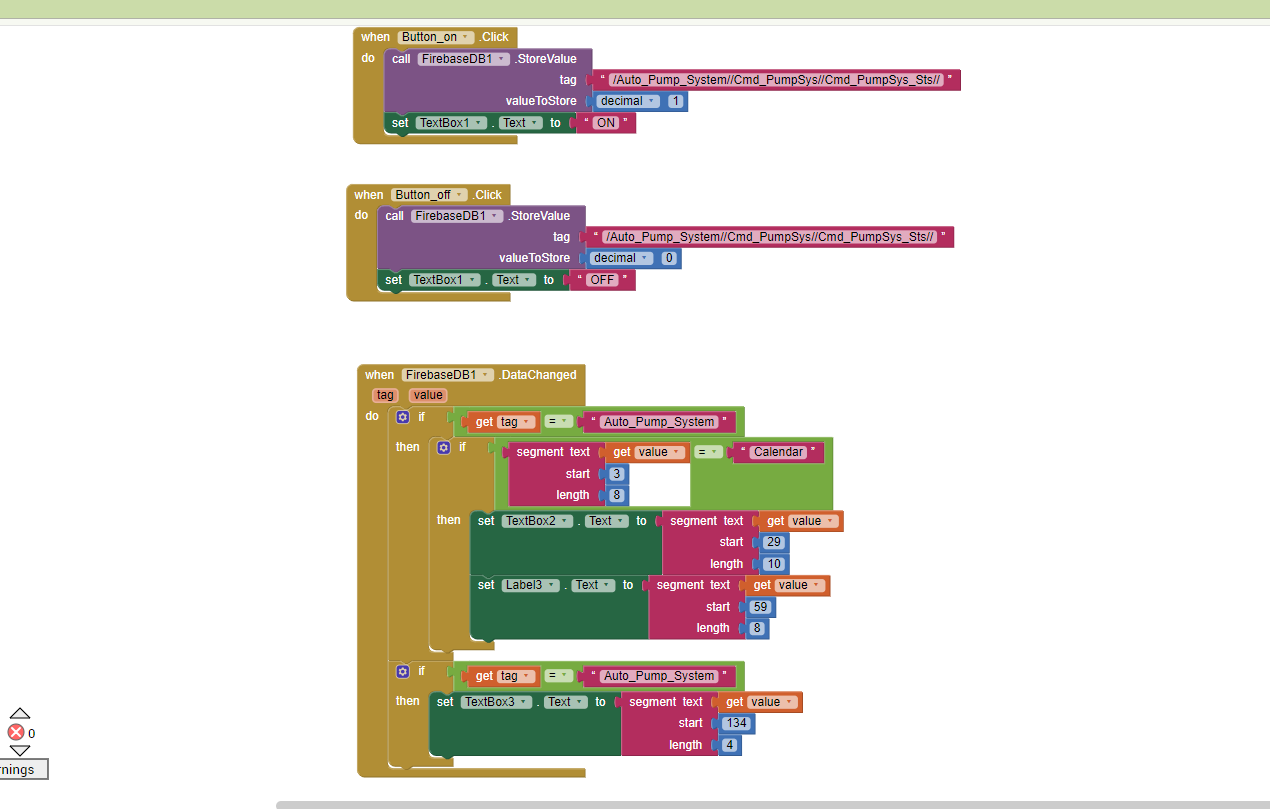 when Button_on .Click
do call FirebaseDB1 .StoreValue
tag " /Auto_Pump_System//Cmd_PumpSys//Cmd_PumpSys_Sts// "
valueToStore decimal 1
set TextBox1 . Text to " ON "
when Button_off .Click
do call FirebaseDB1 .StoreValue
tag " /Auto_Pump_System//Cmd_PumpSys//Cmd_PumpSys_Sts// "
valueToStore decimal 0
set TextBox1 . Text to " OFF "
when FirebaseDB1 .DataChanged
tag value
do if get tag = " Auto_Pump_System "
then if segment text get value = " Calendar "
start 3
length 8
then set TextBox2 . Text to segment text get value
start 29
length 10
set Label3 . Text to segment text get value
start 59
length 8
if get tag = " Auto_Pump_System "
then set TextBox3 . Text to segment text get value
start 134
length 4
0
rnings